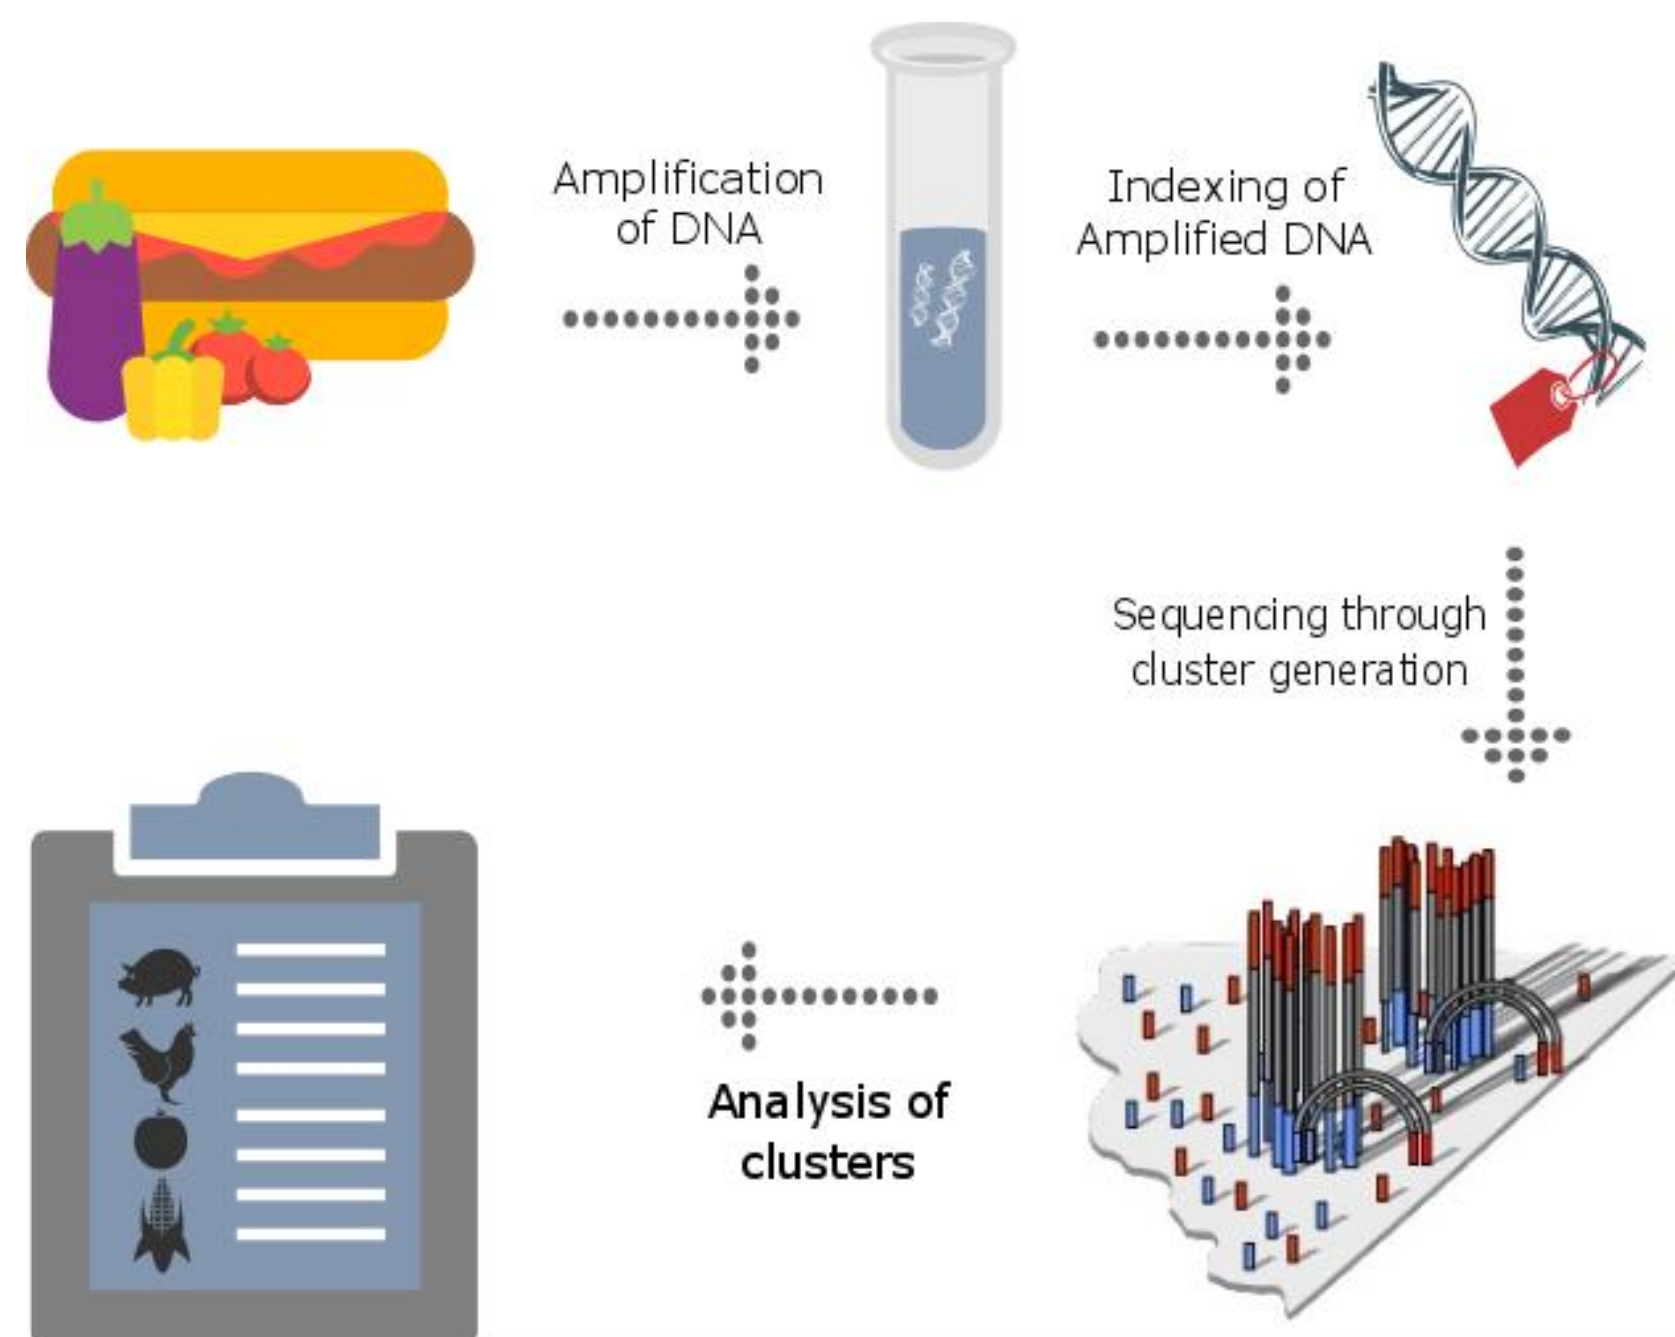 Amplification
of DNA
Indexing of
Amplified DNA
Sequencing through
cluster generation
Analysis of
clusters